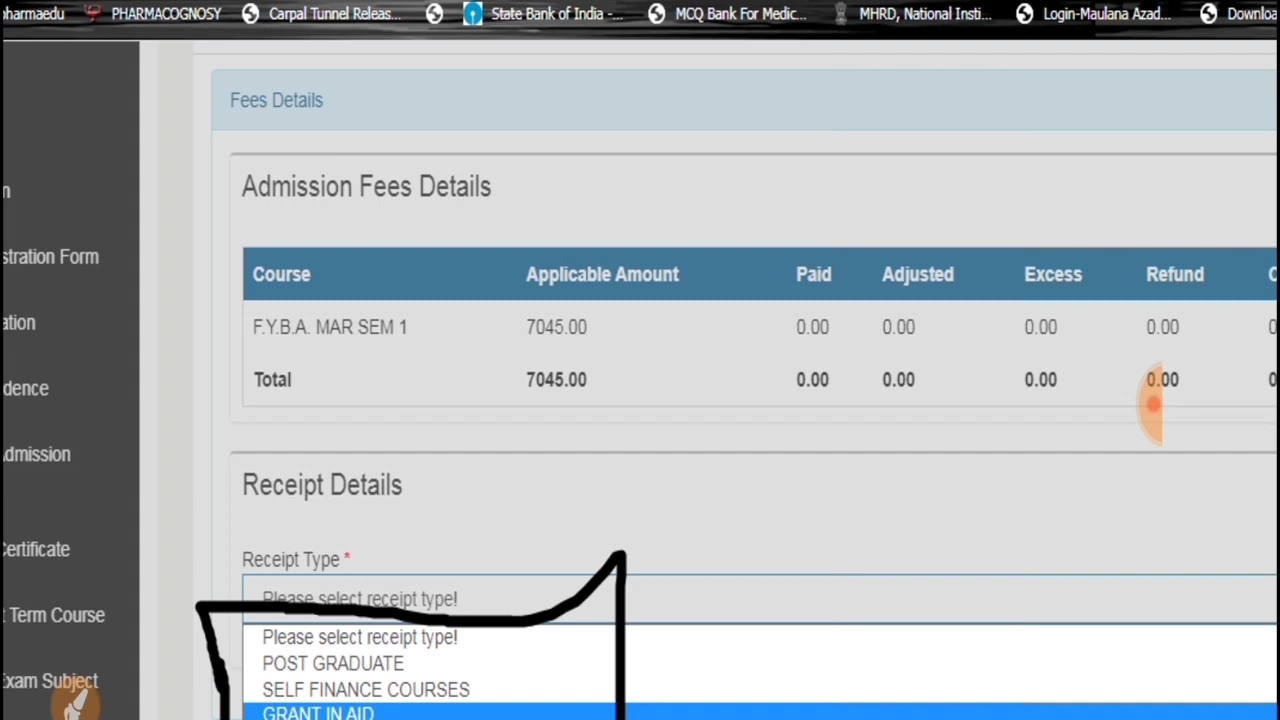 pharmaedu PHARMACOGNOSY Carpal Tunnel Releas... State Bank of India -... MCQ Bank For Medic... MHRD, National Insti... Login-Maulana Azad... Downloa
Fees Details
Admission Fees Details
n
stration Form
ation
dence
dmission
Certificate
t Term Course
Exam Subject
Course Applicable Amount Paid Adjusted Excess Refund
F.Y.B.A. MAR SEM 1 7045.00 0.00 0.00 0.00 0.00
Total 7045.00 0.00 0.00 0.00 0.00
Receipt Details
Receipt Type *
Please select receipt type!
Please select receipt type!
POST GRADUATE
SELF FINANCE COURSES
GRANT IN AID